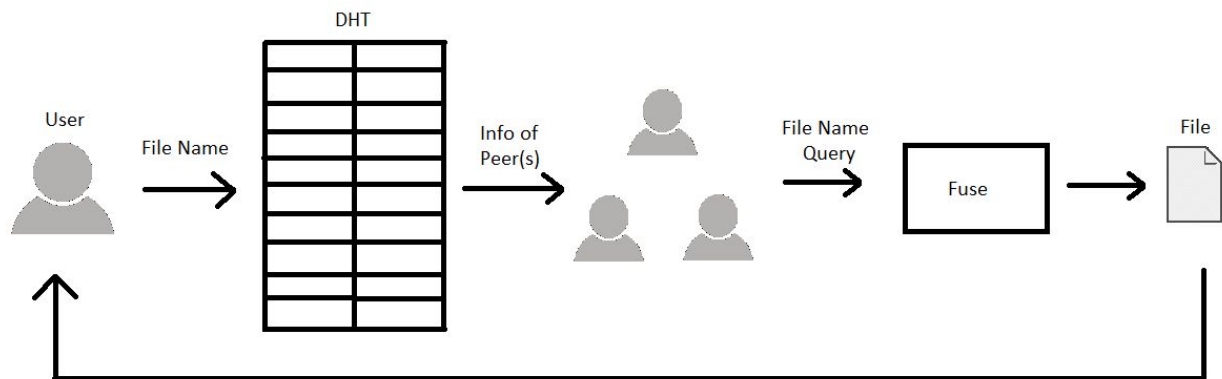 DHT
User
File Name
Info of
Peer(s)
File Name
Query
Fuse
File